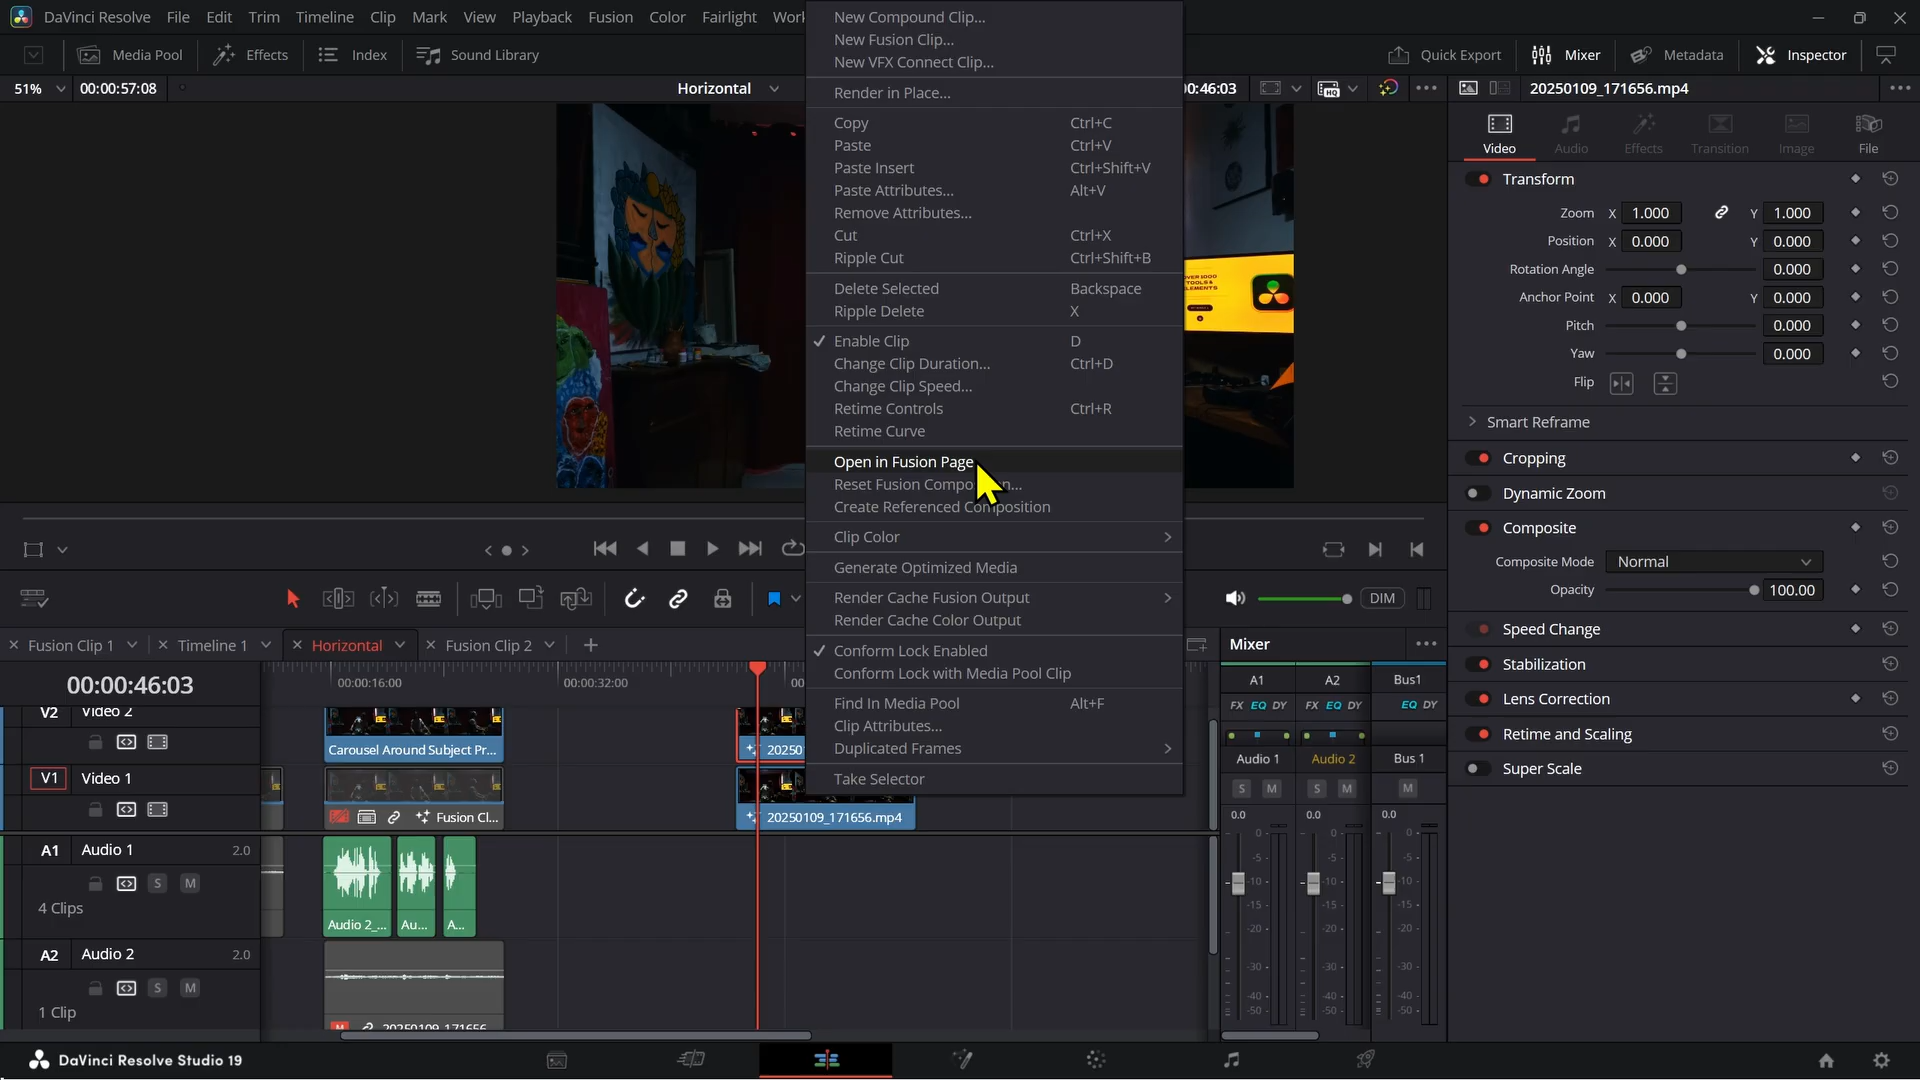 DaVinci Resolve File Edit Trim Timeline Clip Mark View Playback Fusion Color Fairlight
Media Pool Effects Index Sound Library Quick Export Mixer Metadata Inspector
51% 00:00:57:08 Horizontal 00:46:03 HQ 20250109_171656.mp4
New Compound Clip...
New Fusion Clip...
New VFX Connect Clip...
Render in Place...
Copy Ctrl+C
Paste Ctrl+V
Paste Insert Ctrl+Shift+V
Paste Attributes... Alt+V
Remove Attributes...
Cut Ctrl+X
Ripple Cut Ctrl+Shift+B
Delete Selected Backspace
Ripple Delete X
Enable Clip D
Change Clip Duration... Ctrl+D
Change Clip Speed...
Retime Controls Ctrl+R
Retime Curve
Open in Fusion Page
Reset Fusion
Create Referenced Composition
Clip Color
Generate Optimized Media
Render Cache Fusion Output
Render Cache Color Output
Conform Lock Enabled
Conform Lock with Media Pool Clip
Find In Media Pool Alt+F
Clip Attributes...
Duplicated Frames
Take Selector
Video Audio Effects Transition Image File
Transform
Zoom X 1.000 Y 1.000
Position X 0.000 Y 0.000
Rotation Angle 0.000
Anchor Point X 0.000 Y 0.000
Pitch 0.000
Yaw 0.000
Flip
Smart Reframe
Cropping
Dynamic Zoom
Composite
Composite Mode Normal
Opacity 100.00
Speed Change
Stabilization
Lens Correction
Retime and Scaling
Super Scale
DIM
Fusion Clip 1 Timeline 1 Horizontal Fusion Clip 2
00:00:46:03 00:00:16:00 00:00:32:00
V2 Video 2
Carousel Around Subject Pr...
V1 Video 1
Fusion Cl... 20250109_171656.mp4
A1 Audio 1 2.0
S M
4 Clips
Audio 2_... Au... A...
A2 Audio 2 2.0
S M
1 Clip
20250109_171656
Mixer
A1 A2 Bus1
FX EQ DY FX EQ DY EQ DY
Audio 1 Audio 2 Bus 1
S M S M M
0.0 0.0 0.0
0 0 0
-5 -5 -5
-10 -10 -10
-15 -15 -15
-20 -20 -20
-30 -30 -30
-40 -40 -40
-50 -50 -50
DaVinci Resolve Studio 19